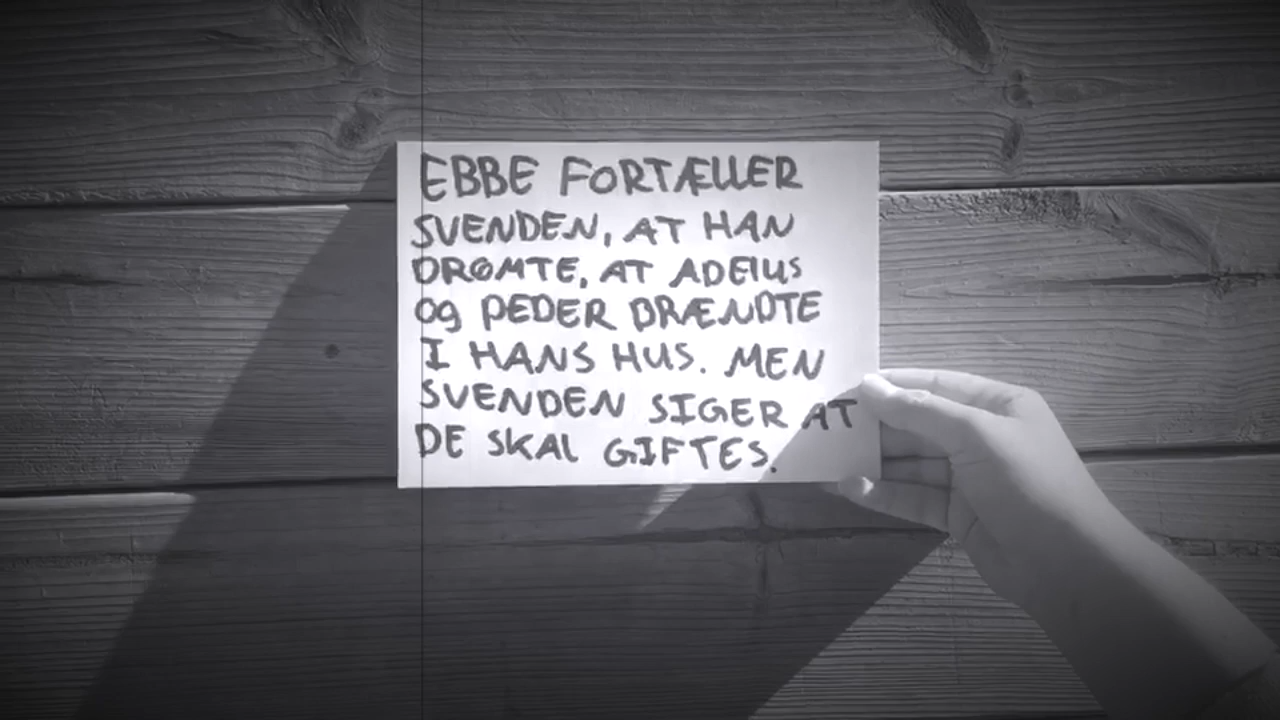 EBBE FORTÆLLER
SVENDEN, AT HAN
DRØMTE, AT ADELUS
OG PEDER BRÆNDTE
I HANS HUS. MEN
SVENDEN SIGER AT
DE SKAL GIFTES.